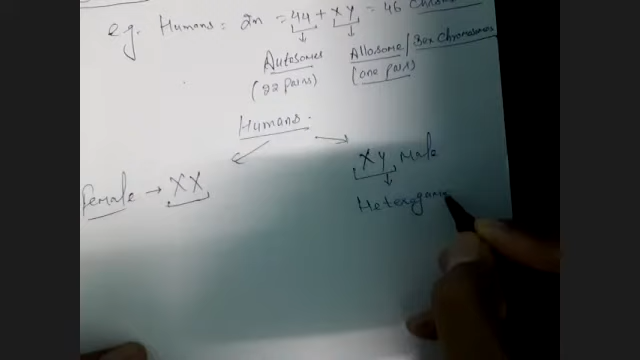 e.g. Humans = 2n = 44 + XY = 46 Chromo
Autosomes Allosome / Sex Chromosomes
(22 pairs) (one pair)
Humans.
Female → XX
XY Male
Heterogam